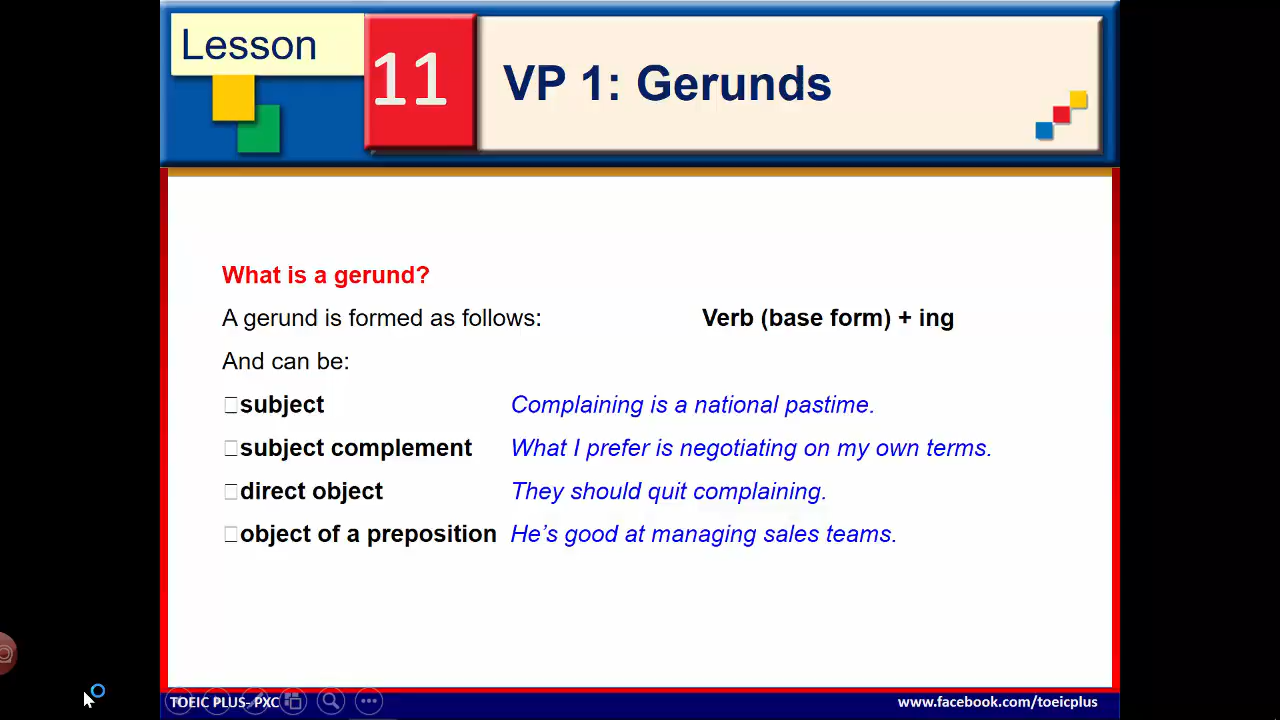 Lesson
11
VP 1: Gerunds
What is a gerund?
A gerund is formed as follows: Verb (base form) + ing
And can be:
subject Complaining is a national pastime.
subject complement What I prefer is negotiating on my own terms.
direct object They should quit complaining.
object of a preposition He’s good at managing sales teams.
TOEIC PLUS- PXC www.facebook.com/toeicplus